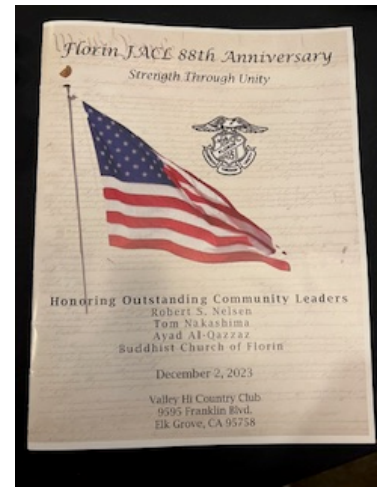 Florin JACL 88th Anniversary
Strength Through Unity
Honoring Outstanding Community Leaders
Robert S. Nelsen
Tom Nakashima
Ayad Al-Qazzaz
Buddhist Church of Florin
December 2, 2023
Valley Hi Country Club
9595 Franklin Blvd.
Elk Grove, CA 95758